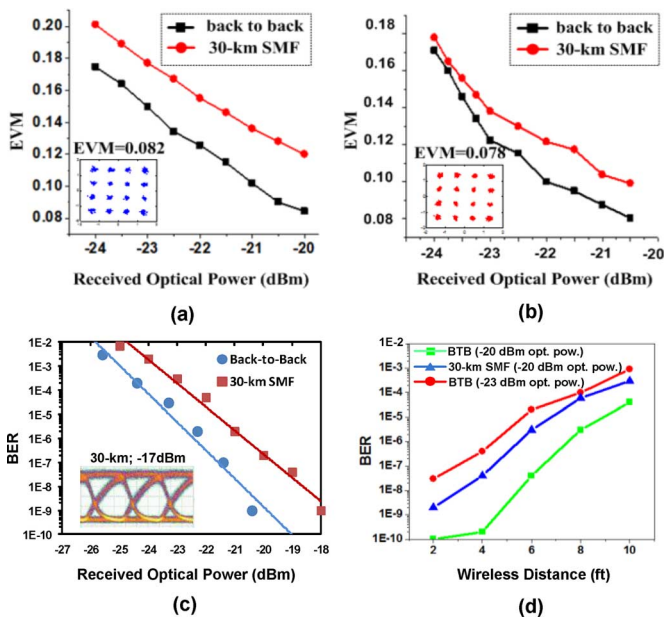 back to back
30-km SMF
0.20
0.18
0.16
0.14
0.12
0.10
0.08
EVM
EVM=0.082
-24
-23
-22
-21
-20
Received Optical Power (dBm)
(a)
back to back
30-km SMF
0.18
0.16
0.14
0.12
0.10
0.08
EVM
EVM=0.078
-24
-23
-22
-21
Received Optical Power (dBm)
(b)
1E-2
1E-3
1E-4
1E-5
1E-6
1E-7
1E-8
1E-9
1E-10
BER
Back-to-Back
30-km SMF
30-km; -17dBm
-27
-26
-25
-24
-23
-22
-21
-20
-19
-18
Received Optical Power (dBm)
(c)
1E-2
1E-3
1E-4
1E-5
1E-6
1E-7
1E-8
1E-9
1E-10
BER
BTB (-20 dBm opt. pow.)
30-km SMF (-20 dBm opt. pow.)
BTB (-23 dBm opt. pow.)
2
4
6
8
10
Wireless Distance (ft)
(d)